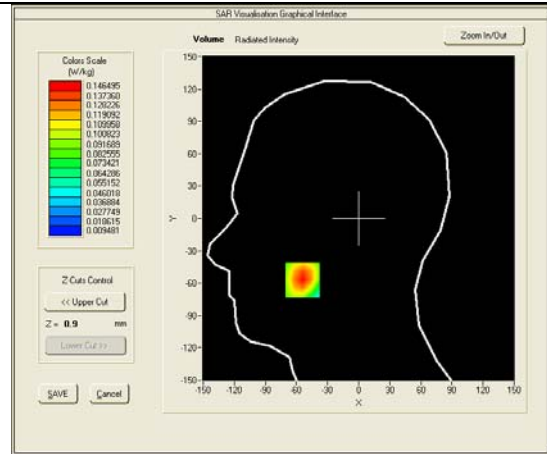 SAR Visualisation Graphical Interface
Volume Radiated Intensity
Zoom In/Out
Colors Scale
(W/kg)
0.146495
0.137360
0.128226
0.119092
0.109958
0.100823
0.091689
0.082555
0.073421
0.064286
0.055152
0.046018
0.036884
0.027749
0.018615
0.009481
Z Cuts Control
<< Upper Cut
Z = 0.9 mm
Lower Cut >>
SAVE Cancel
150
120
90
60
30
0
-30
-60
-90
-120
-150
Y
-150 -120 -90 -60 -30 0 30 60 90 120 150
X